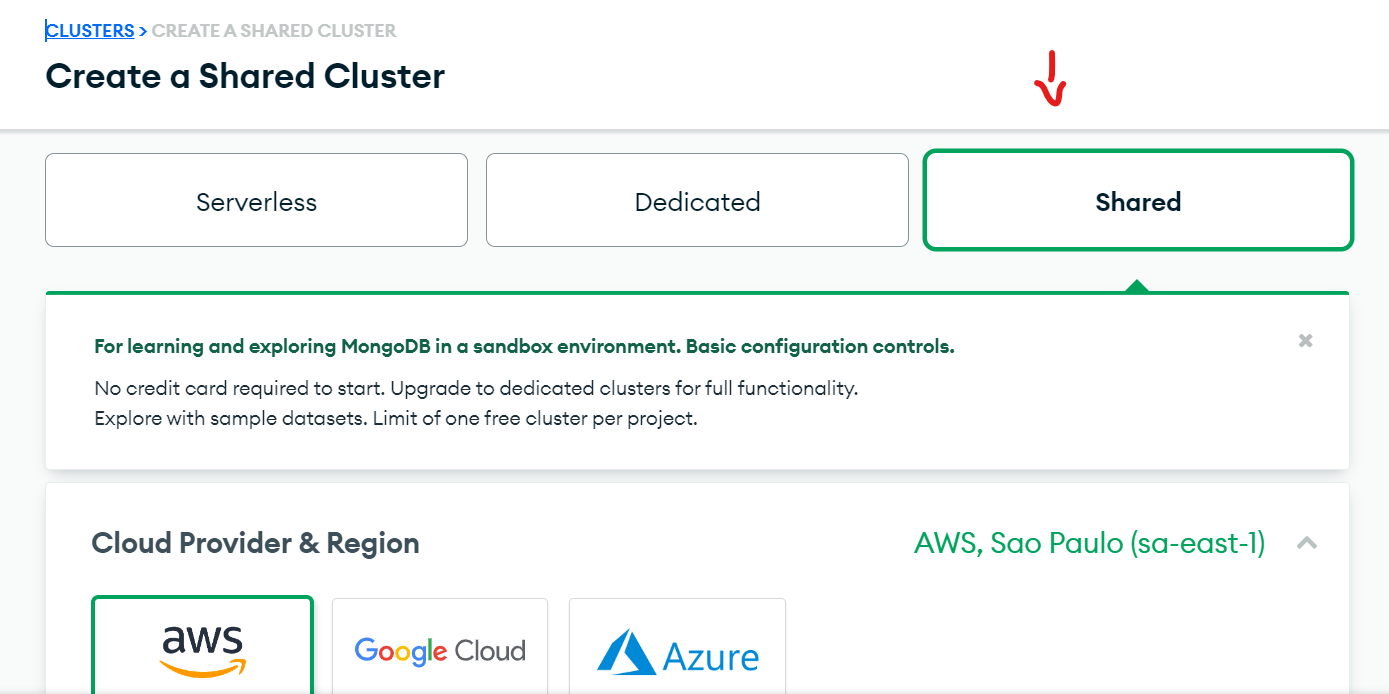 CLUSTERS > CREATE A SHARED CLUSTER
Create a Shared Cluster
Serverless
Dedicated
Shared
For learning and exploring MongoDB in a sandbox environment. Basic configuration controls.
No credit card required to start. Upgrade to dedicated clusters for full functionality.
Explore with sample datasets. Limit of one free cluster per project.
Cloud Provider & Region
AWS, Sao Paulo (sa-east-1)
aws
Google Cloud
Azure